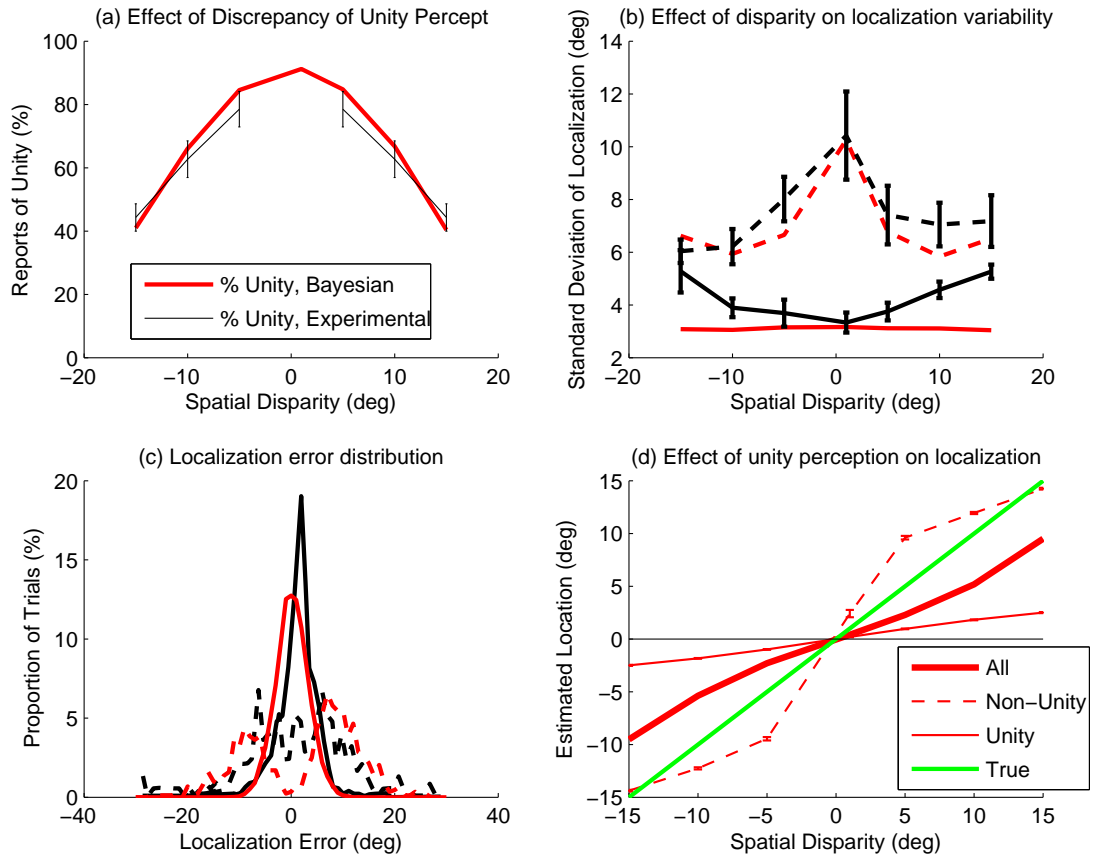 (a) Effect of Discrepancy of Unity Percept
100
80
60
40
20
0
Reports of Unity (%)
% Unity, Bayesian
% Unity, Experimental
−20 −10 0 10 20
Spatial Disparity (deg)
(b) Effect of disparity on localization variability
14
12
10
8
6
4
2
Standard Deviation of Localization (deg)
−20 −10 0 10 20
Spatial Disparity (deg)
(c) Localization error distribution
20
15
10
5
0
Proportion of Trials (%)
−40 −20 0 20 40
Localization Error (deg)
(d) Effect of unity perception on localization
15
10
5
0
−5
−10
−15
Estimated Location (deg)
All
Non−Unity
Unity
True
−15 −10 −5 0 5 10 15
Spatial Disparity (deg)